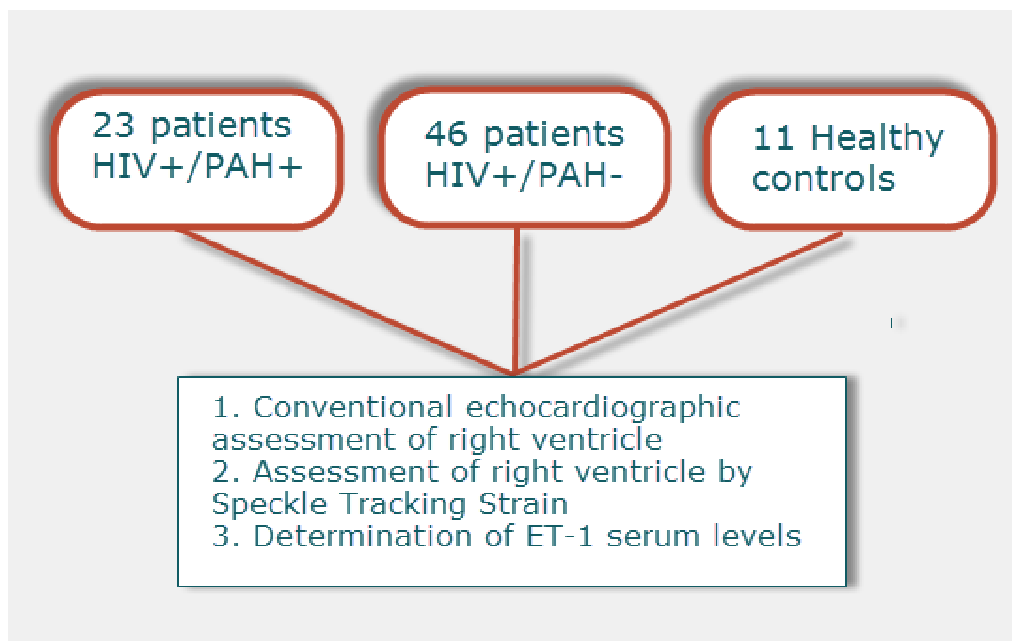 23 patients
HIV+/PAH+
46 patients
HIV+/PAH-
11 Healthy
controls
1. Conventional echocardiographic
assessment of right ventricle
2. Assessment of right ventricle by
Speckle Tracking Strain
3. Determination of ET-1 serum levels